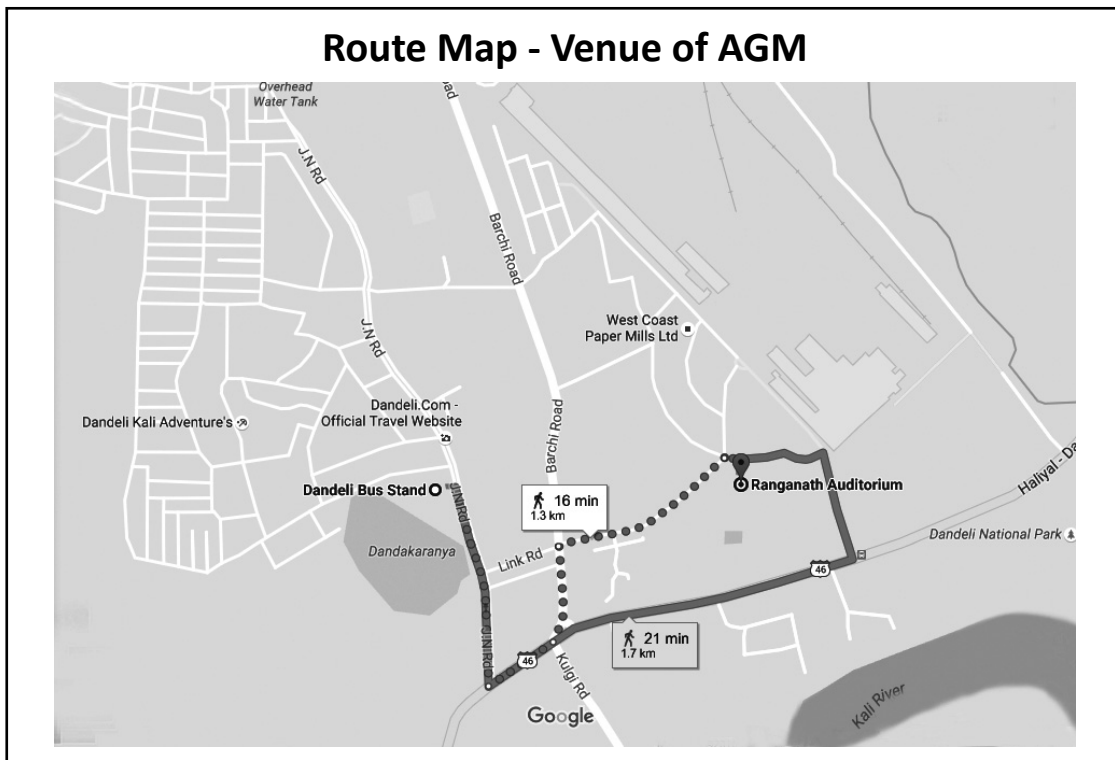 Route Map - Venue of AGM
Overhead
Water Tank
Road
J.N Rd
Barchi Road
J.N Rd
West Coast
Paper Mills Ltd
Dandeli.Com -
Official Travel Website
Dandeli Kali Adventure's
Barchi Road
Dandeli Bus Stand
J.N Rd
Ranganath Auditorium
Haliyal - Da
16 min
1.3 km
Dandakaranya
Link Rd
Dandeli National Park
46
21 min
1.7 km
J.N Rd
46
Kulgi Rd
Kali River
Google